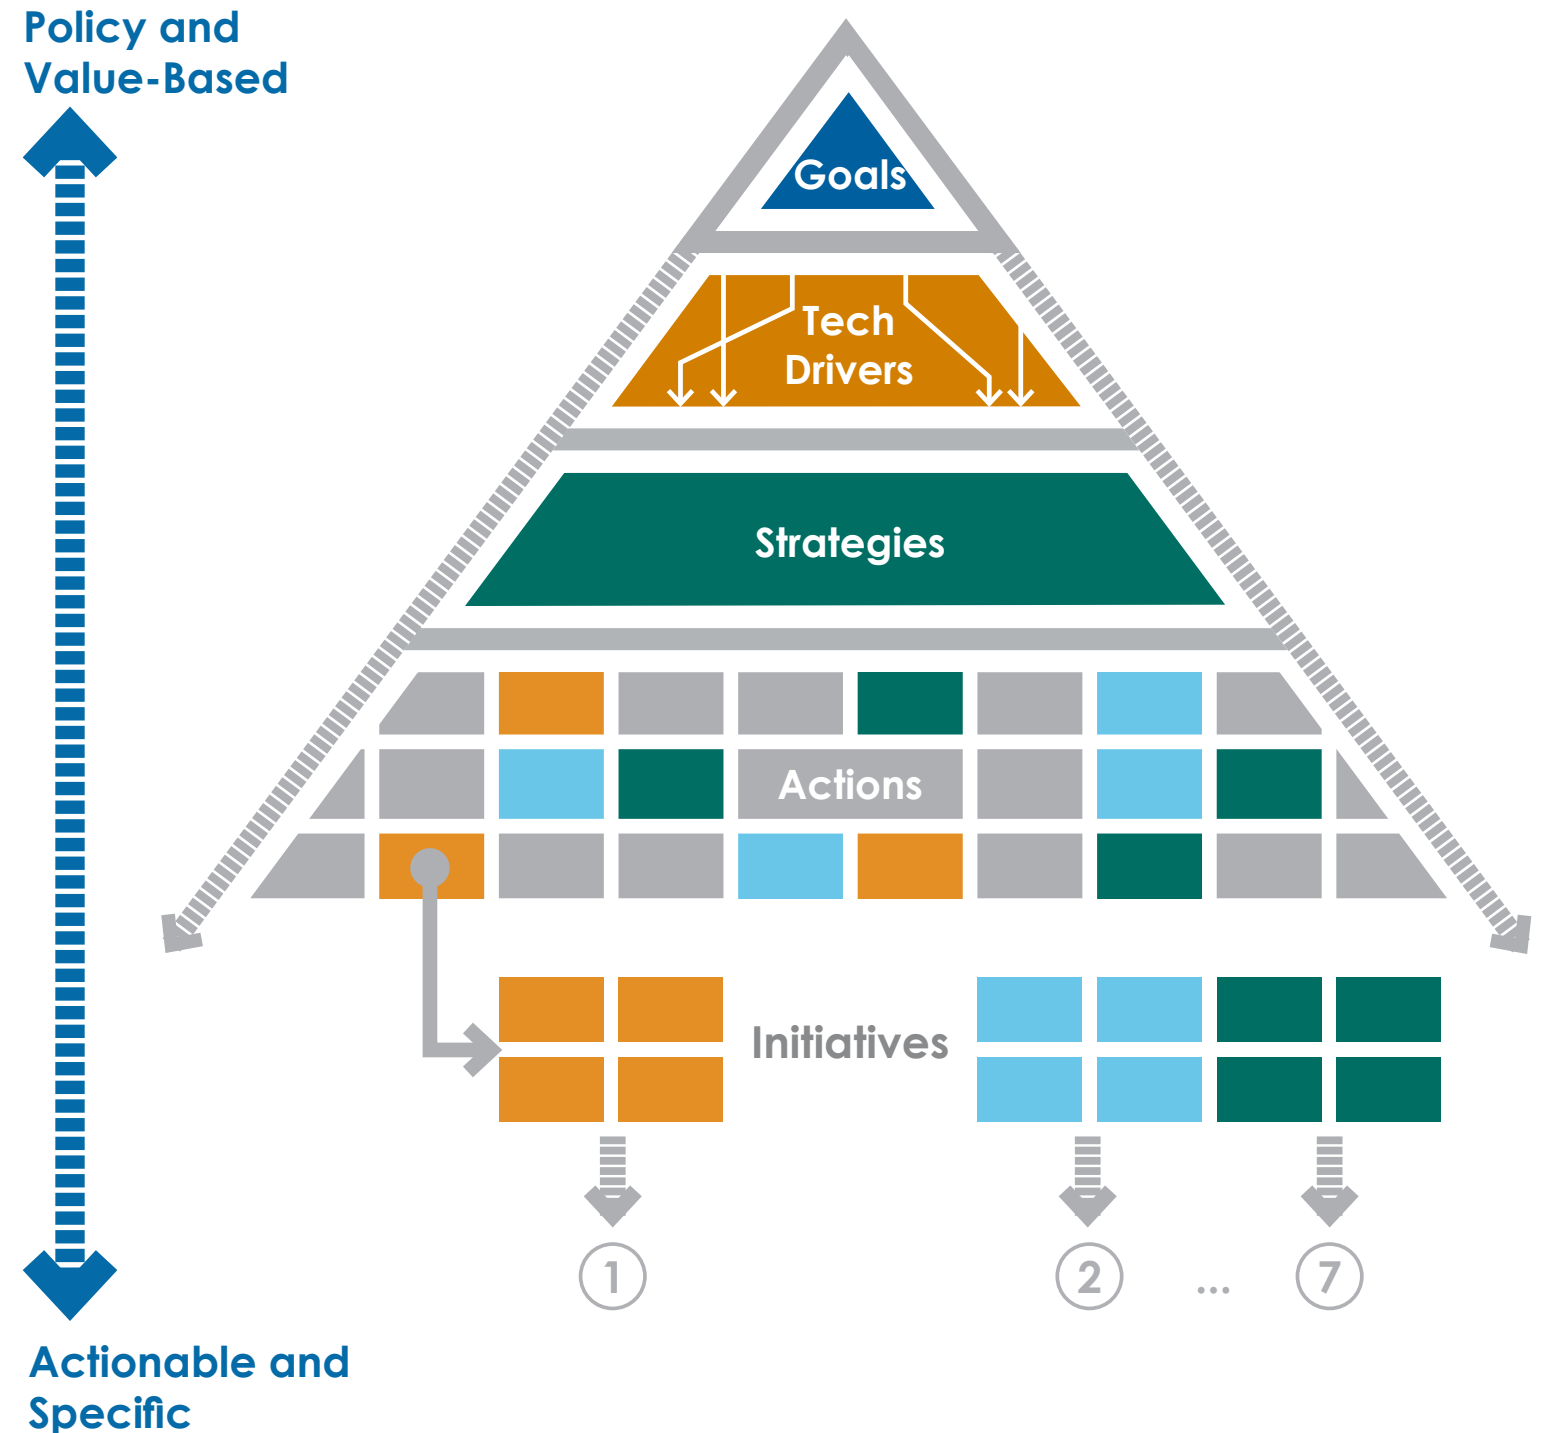 Policy and
Value-Based
Goals
Tech
Drivers
Strategies
Actions
Initiatives
1
2
...
7
Actionable and
Specific